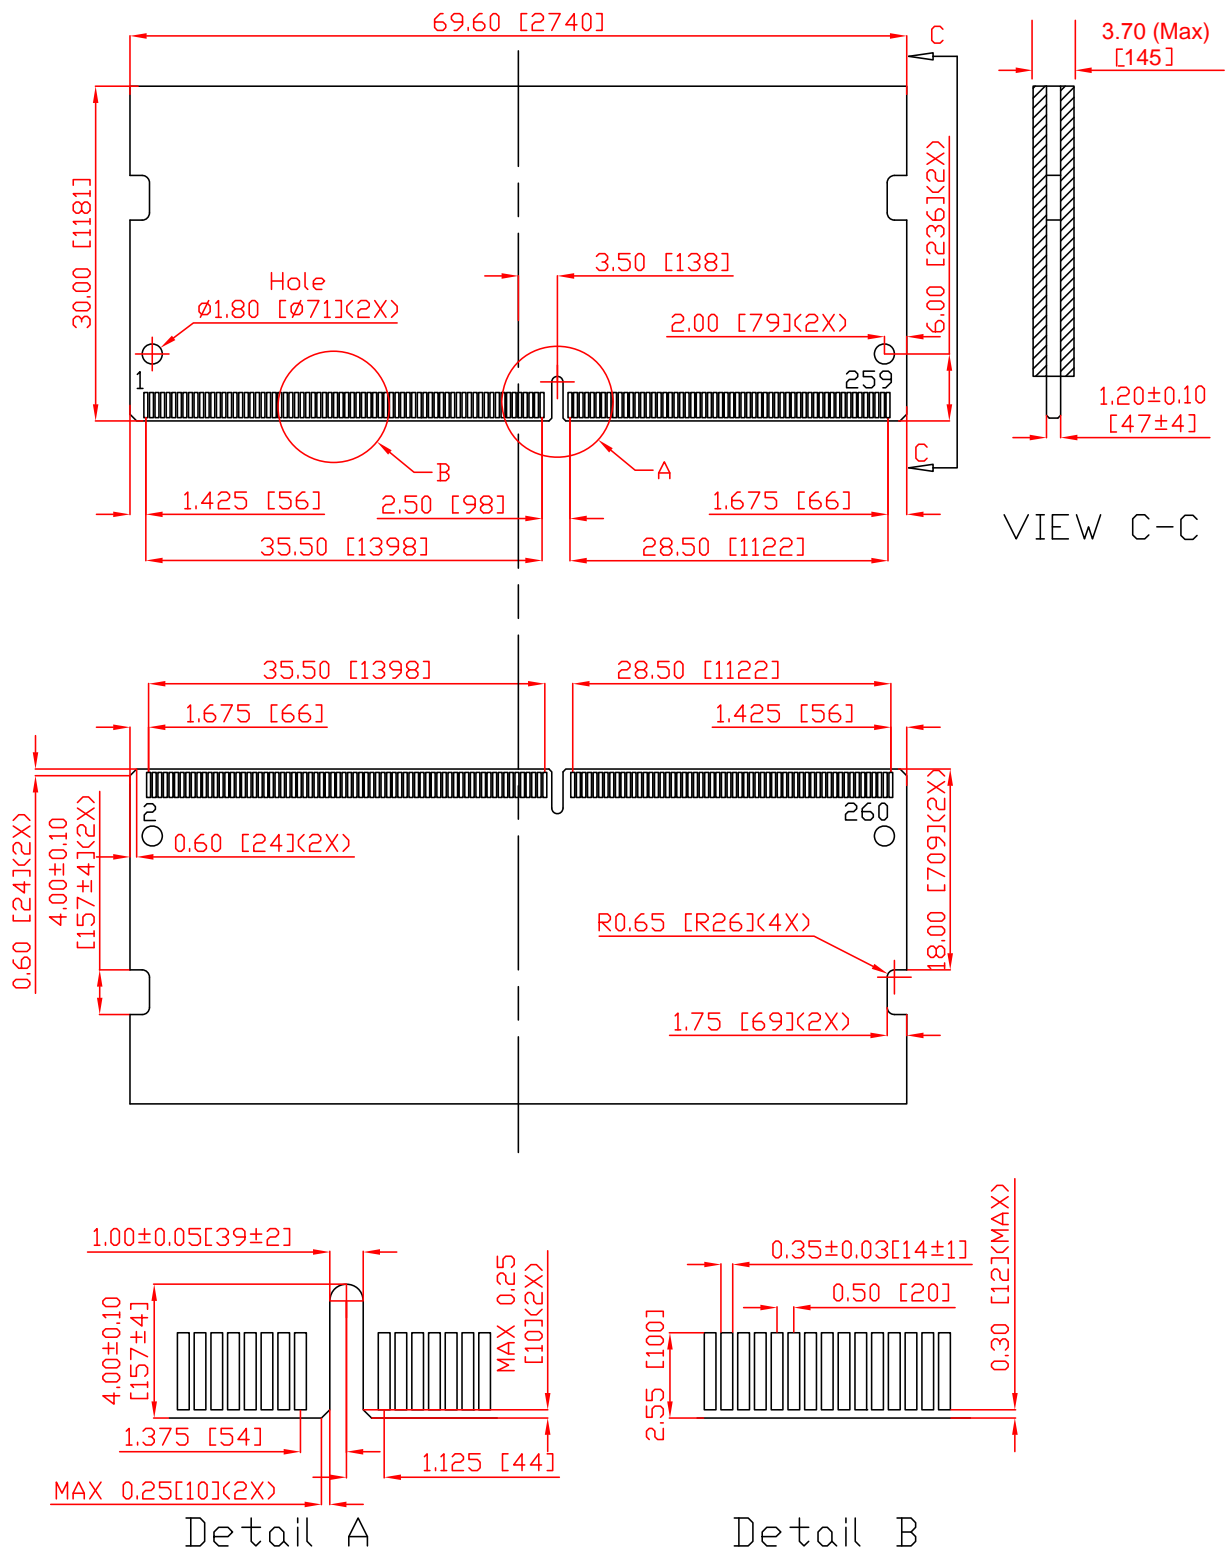 69.60 [2740]
C
3.70 (Max)
[145]
30.00 [1181]
6.00 [236](2X)
3.50 [138]
Hole
Ø1.80 [Ø71](2X)
2.00 [79](2X)
1
259
1.20±0.10
[47±4]
B
A
C
1.425 [56]
2.50 [98]
1.675 [66]
35.50 [1398]
28.50 [1122]
VIEW C-C
35.50 [1398]
28.50 [1122]
1.675 [66]
1.425 [56]
2
260
0.60 [24](2X)
4.00±0.10
[157±4](2X)
0.60 [24](2X)
18.00 [709](2X)
R0.65 [R26](4X)
1.75 [69](2X)
1.00±0.05[39±2]
4.00±0.10
[157±4]
MAX 0.25
[10](2X)
1.375 [54]
1.125 [44]
MAX 0.25[10](2X)
Detail A
0.35±0.03[14±1]
0.50 [20]
2.55 [100]
0.30 [12](MAX)
Detail B